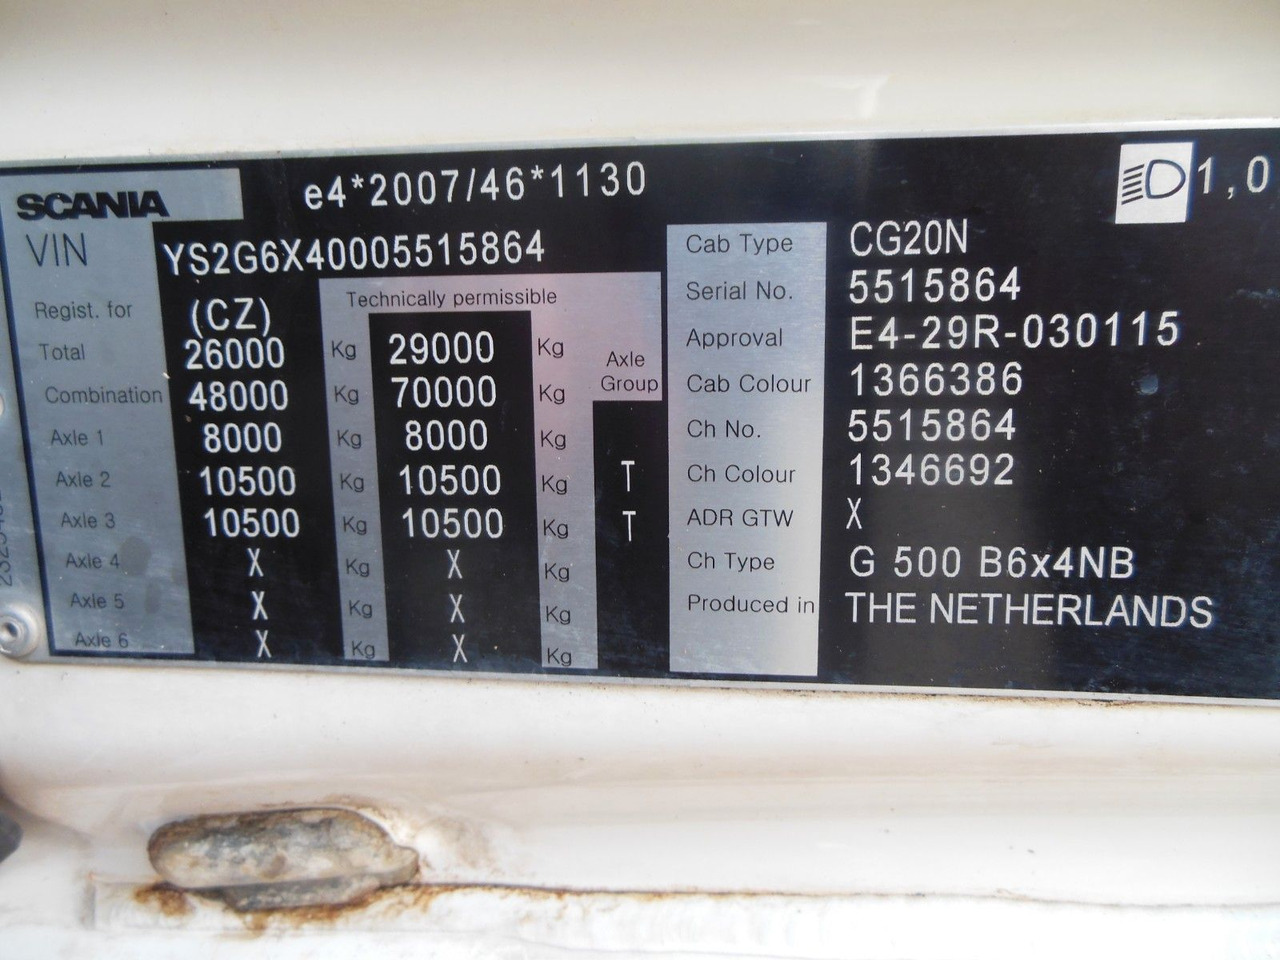 SCANIA e4*2007/46*1130 1,0
VIN YS2G6X40005515864
Regist. for (CZ) Technically permissible
Total 26000 Kg 29000 Kg Axle Group
Combination 48000 Kg 70000 Kg
Axle 1 8000 Kg 8000 Kg
Axle 2 10500 Kg 10500 Kg T
Axle 3 10500 Kg 10500 Kg T
Axle 4 X Kg X Kg
Axle 5 X Kg X Kg
Axle 6 X Kg X Kg
Cab Type CG20N
Serial No. 5515864
Approval E4-29R-030115
Cab Colour 1366386
Ch No. 5515864
Ch Colour 1346692
ADR GTW X
Ch Type G 500 B6x4NB
Produced in THE NETHERLANDS